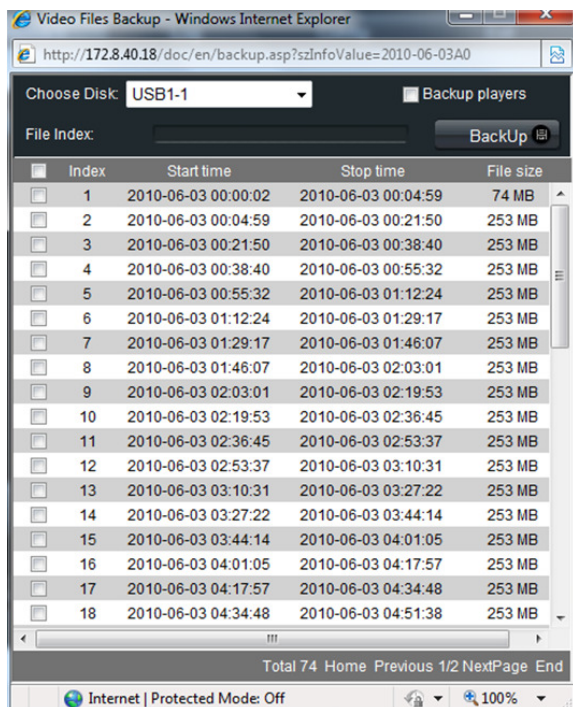 Video Files Backup - Windows Internet Explorer
http://172.8.40.18/doc/en/backup.asp?szInfoValue=2010-06-03A0
Choose Disk: USB1-1 Backup players
File Index: BackUp
Index Start time Stop time File size
1 2010-06-03 00:00:02 2010-06-03 00:04:59 74 MB
2 2010-06-03 00:04:59 2010-06-03 00:21:50 253 MB
3 2010-06-03 00:21:50 2010-06-03 00:38:40 253 MB
4 2010-06-03 00:38:40 2010-06-03 00:55:32 253 MB
5 2010-06-03 00:55:32 2010-06-03 01:12:24 253 MB
6 2010-06-03 01:12:24 2010-06-03 01:29:17 253 MB
7 2010-06-03 01:29:17 2010-06-03 01:46:07 253 MB
8 2010-06-03 01:46:07 2010-06-03 02:03:01 253 MB
9 2010-06-03 02:03:01 2010-06-03 02:19:53 253 MB
10 2010-06-03 02:19:53 2010-06-03 02:36:45 253 MB
11 2010-06-03 02:36:45 2010-06-03 02:53:37 253 MB
12 2010-06-03 02:53:37 2010-06-03 03:10:31 253 MB
13 2010-06-03 03:10:31 2010-06-03 03:27:22 253 MB
14 2010-06-03 03:27:22 2010-06-03 03:44:14 253 MB
15 2010-06-03 03:44:14 2010-06-03 04:01:05 253 MB
16 2010-06-03 04:01:05 2010-06-03 04:17:57 253 MB
17 2010-06-03 04:17:57 2010-06-03 04:34:48 253 MB
18 2010-06-03 04:34:48 2010-06-03 04:51:38 253 MB
Total 74 Home Previous 1/2 NextPage End
Internet | Protected Mode: Off 100%